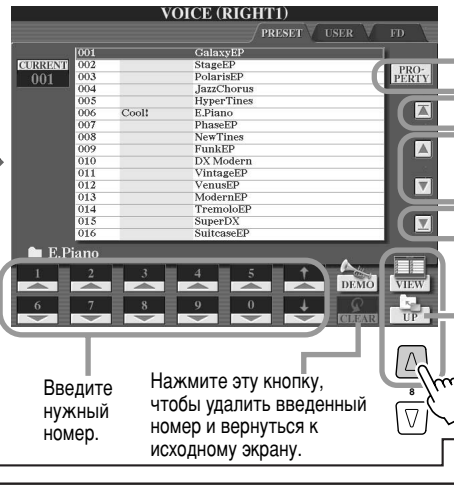 VOICE (RIGHT1)
PRESET USER FD
CURRENT
001
001 GalaxyEP
002 StageEP
003 PolarisEP
004 JazzChorus
005 HyperTines
006 Cool! E.Piano
007 PhaseEP
008 NewTines
009 FunkEP
010 DX Modern
011 VintageEP
012 VenusEP
013 ModernEP
014 TremoloEP
015 SuperDX
016 SuitcaseEP
PRO-
PERTY
E.Piano
1 2 3 4 5
DEMO VIEW
6 7 8 9 0
CLEAR UP
8
Введите
нужный
номер.
Нажмите эту кнопку,
чтобы удалить введенный
номер и вернуться к
исходному экрану.